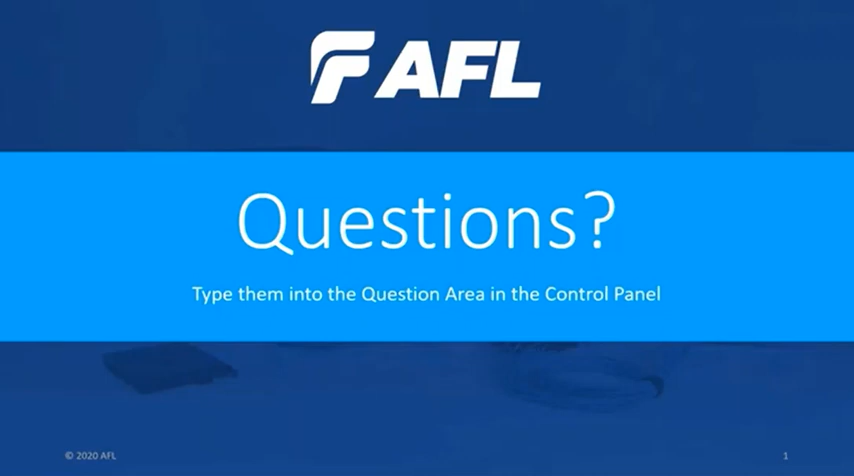 AFL
Questions?
Type them into the Question Area in the Control Panel
© 2020 AFL
1